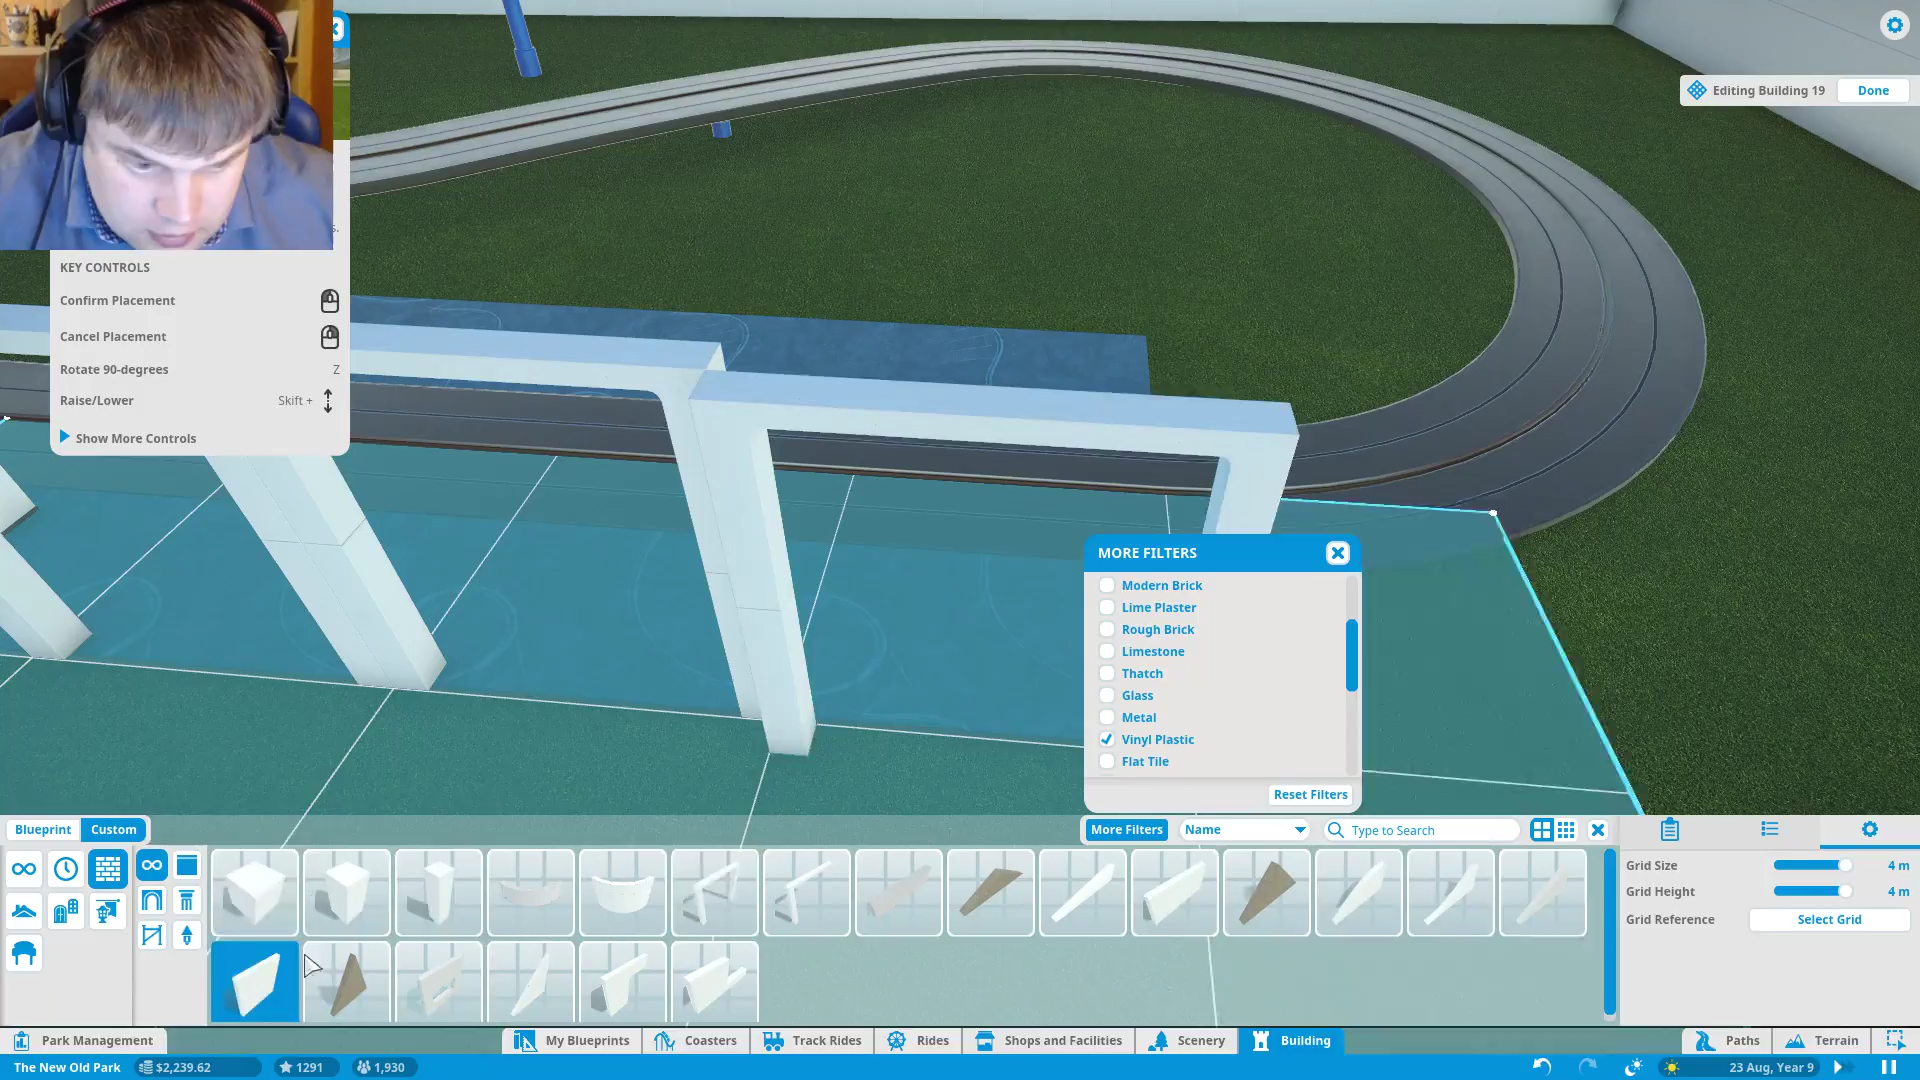 Editing Building 19
Done
s.
KEY CONTROLS
Confirm Placement
Cancel Placement
Rotate 90-degrees Z
Raise/Lower Skift +
Show More Controls
MORE FILTERS
Modern Brick
Lime Plaster
Rough Brick
Limestone
Thatch
Glass
Metal
Vinyl Plastic
Flat Tile
Reset Filters
Blueprint Custom
More Filters Name Type to Search
Grid Size 4 m
Grid Height 4 m
Grid Reference Select Grid
Park Management My Blueprints Coasters Track Rides Rides Shops and Facilities Scenery Building Paths Terrain
The New Old Park $2,239.62 1291 1,930 23 Aug, Year 9